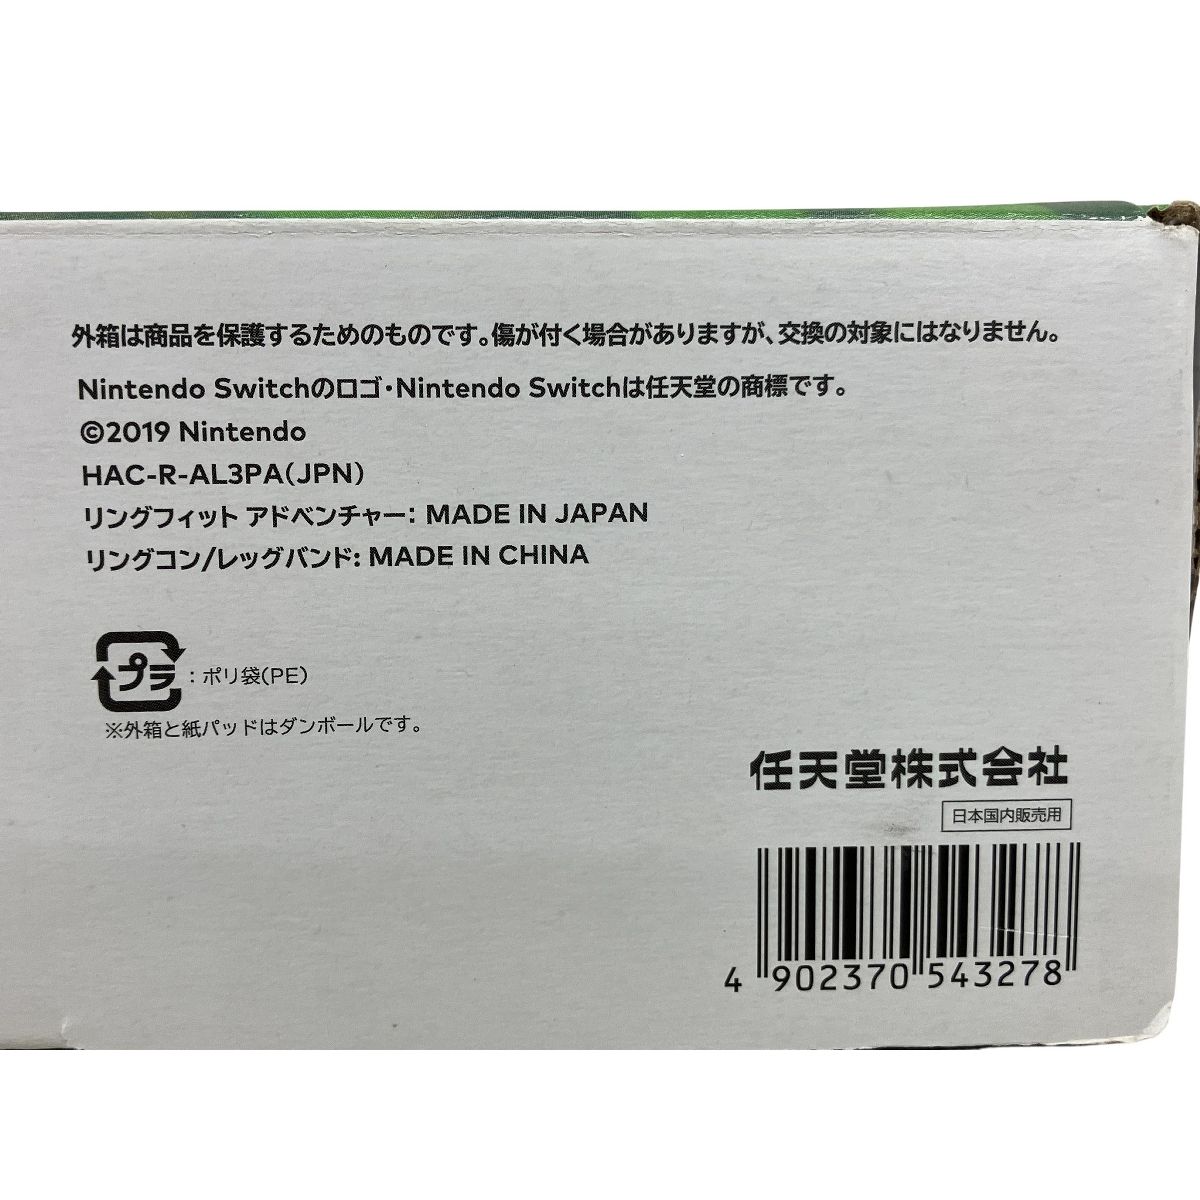 外箱は商品を保護するためのものです。傷が付く場合がありますが、交換の対象にはなりません。
Nintendo Switchのロゴ・Nintendo Switchは任天堂の商標です。
©2019 Nintendo
HAC-R-AL3PA(JPN)
リングフィット アドベンチャー: MADE IN JAPAN
リングコン/レッグバンド: MADE IN CHINA
プラ : ポリ袋(PE)
※外箱と紙パッドはダンボールです。
任天堂株式会社
日本国内販売用
4 902370 543278